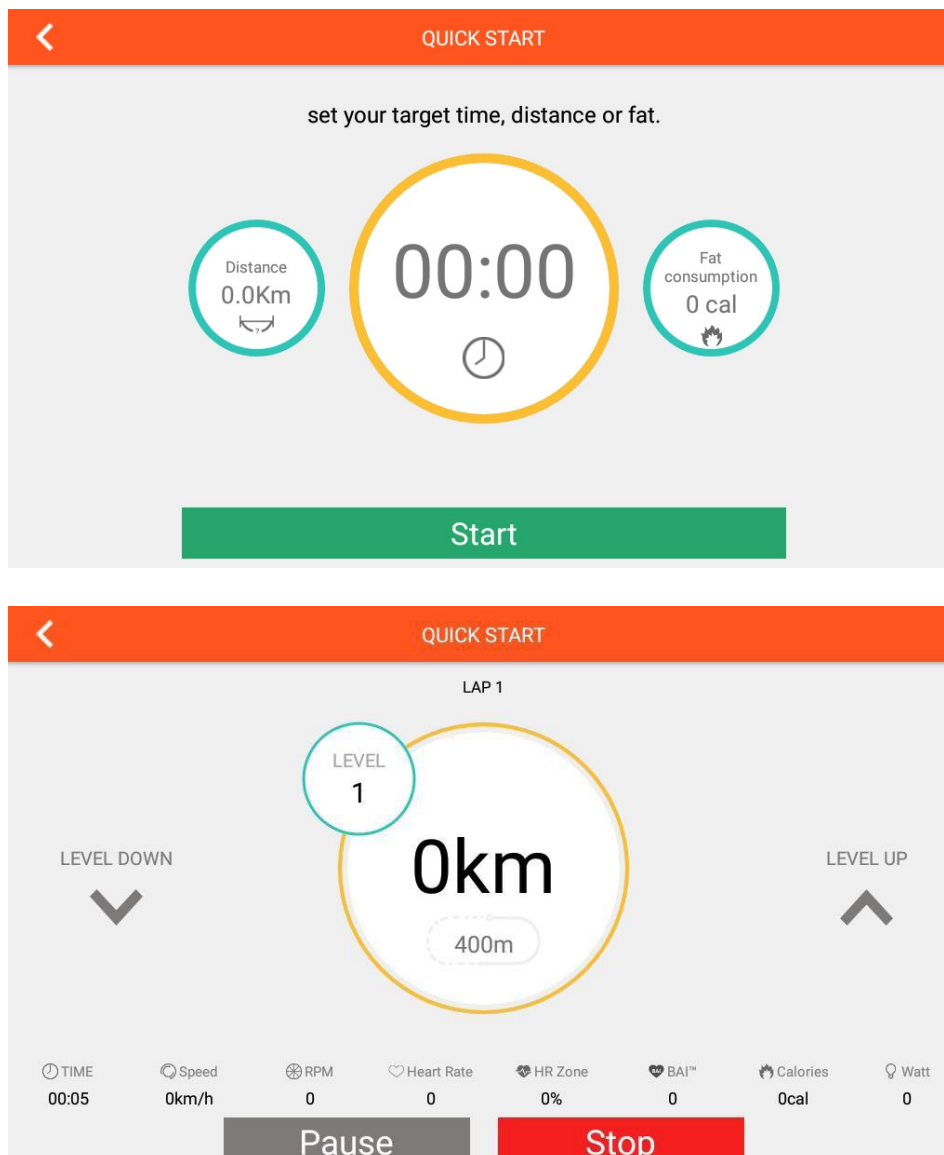 QUICK START
set your target time, distance or fat.
Distance
0.0Km
?
00:00
Fat
consumption
0 cal
Start
QUICK START
LAP 1
LEVEL
1
LEVEL DOWN
0km
LEVEL UP
400m
TIME Speed RPM Heart Rate HR Zone BAI™ Calories Watt
00:05 0km/h 0 0 0% 0 0cal 0
Pause Stop